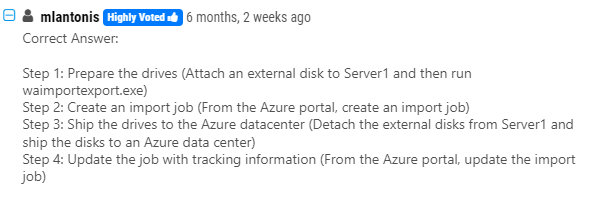 mlantonis Highly Voted 6 months, 2 weeks ago
Correct Answer:
Step 1: Prepare the drives (Attach an external disk to Server1 and then run
waimportexport.exe)
Step 2: Create an import job (From the Azure portal, create an import job)
Step 3: Ship the drives to the Azure datacenter (Detach the external disks from Server1 and
ship the disks to an Azure data center)
Step 4: Update the job with tracking information (From the Azure portal, update the import
job)